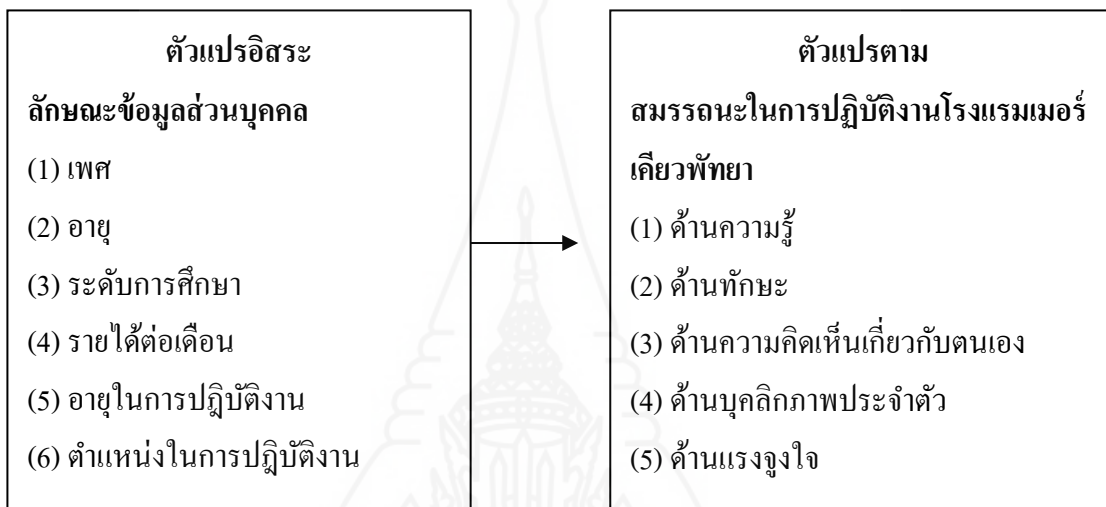 ตัวแปรอิสระ
ลักษณะข้อมูลส่วนบุคคล
(1) เพศ
(2) อายุ
(3) ระดับการศึกษา
(4) รายได้ต่อเดือน
(5) อายุในการปฏิบัติงาน
(6) ตำแหน่งในการปฏิบัติงาน
ตัวแปรตาม
สมรรถนะในการปฏิบัติงานโรงแรมเมอร์
เคียวพัทยา
(1) ด้านความรู้
(2) ด้านทักษะ
(3) ด้านความคิดเห็นเกี่ยวกับตนเอง
(4) ด้านบุคลิกภาพประจำตัว
(5) ด้านแรงจูงใจ